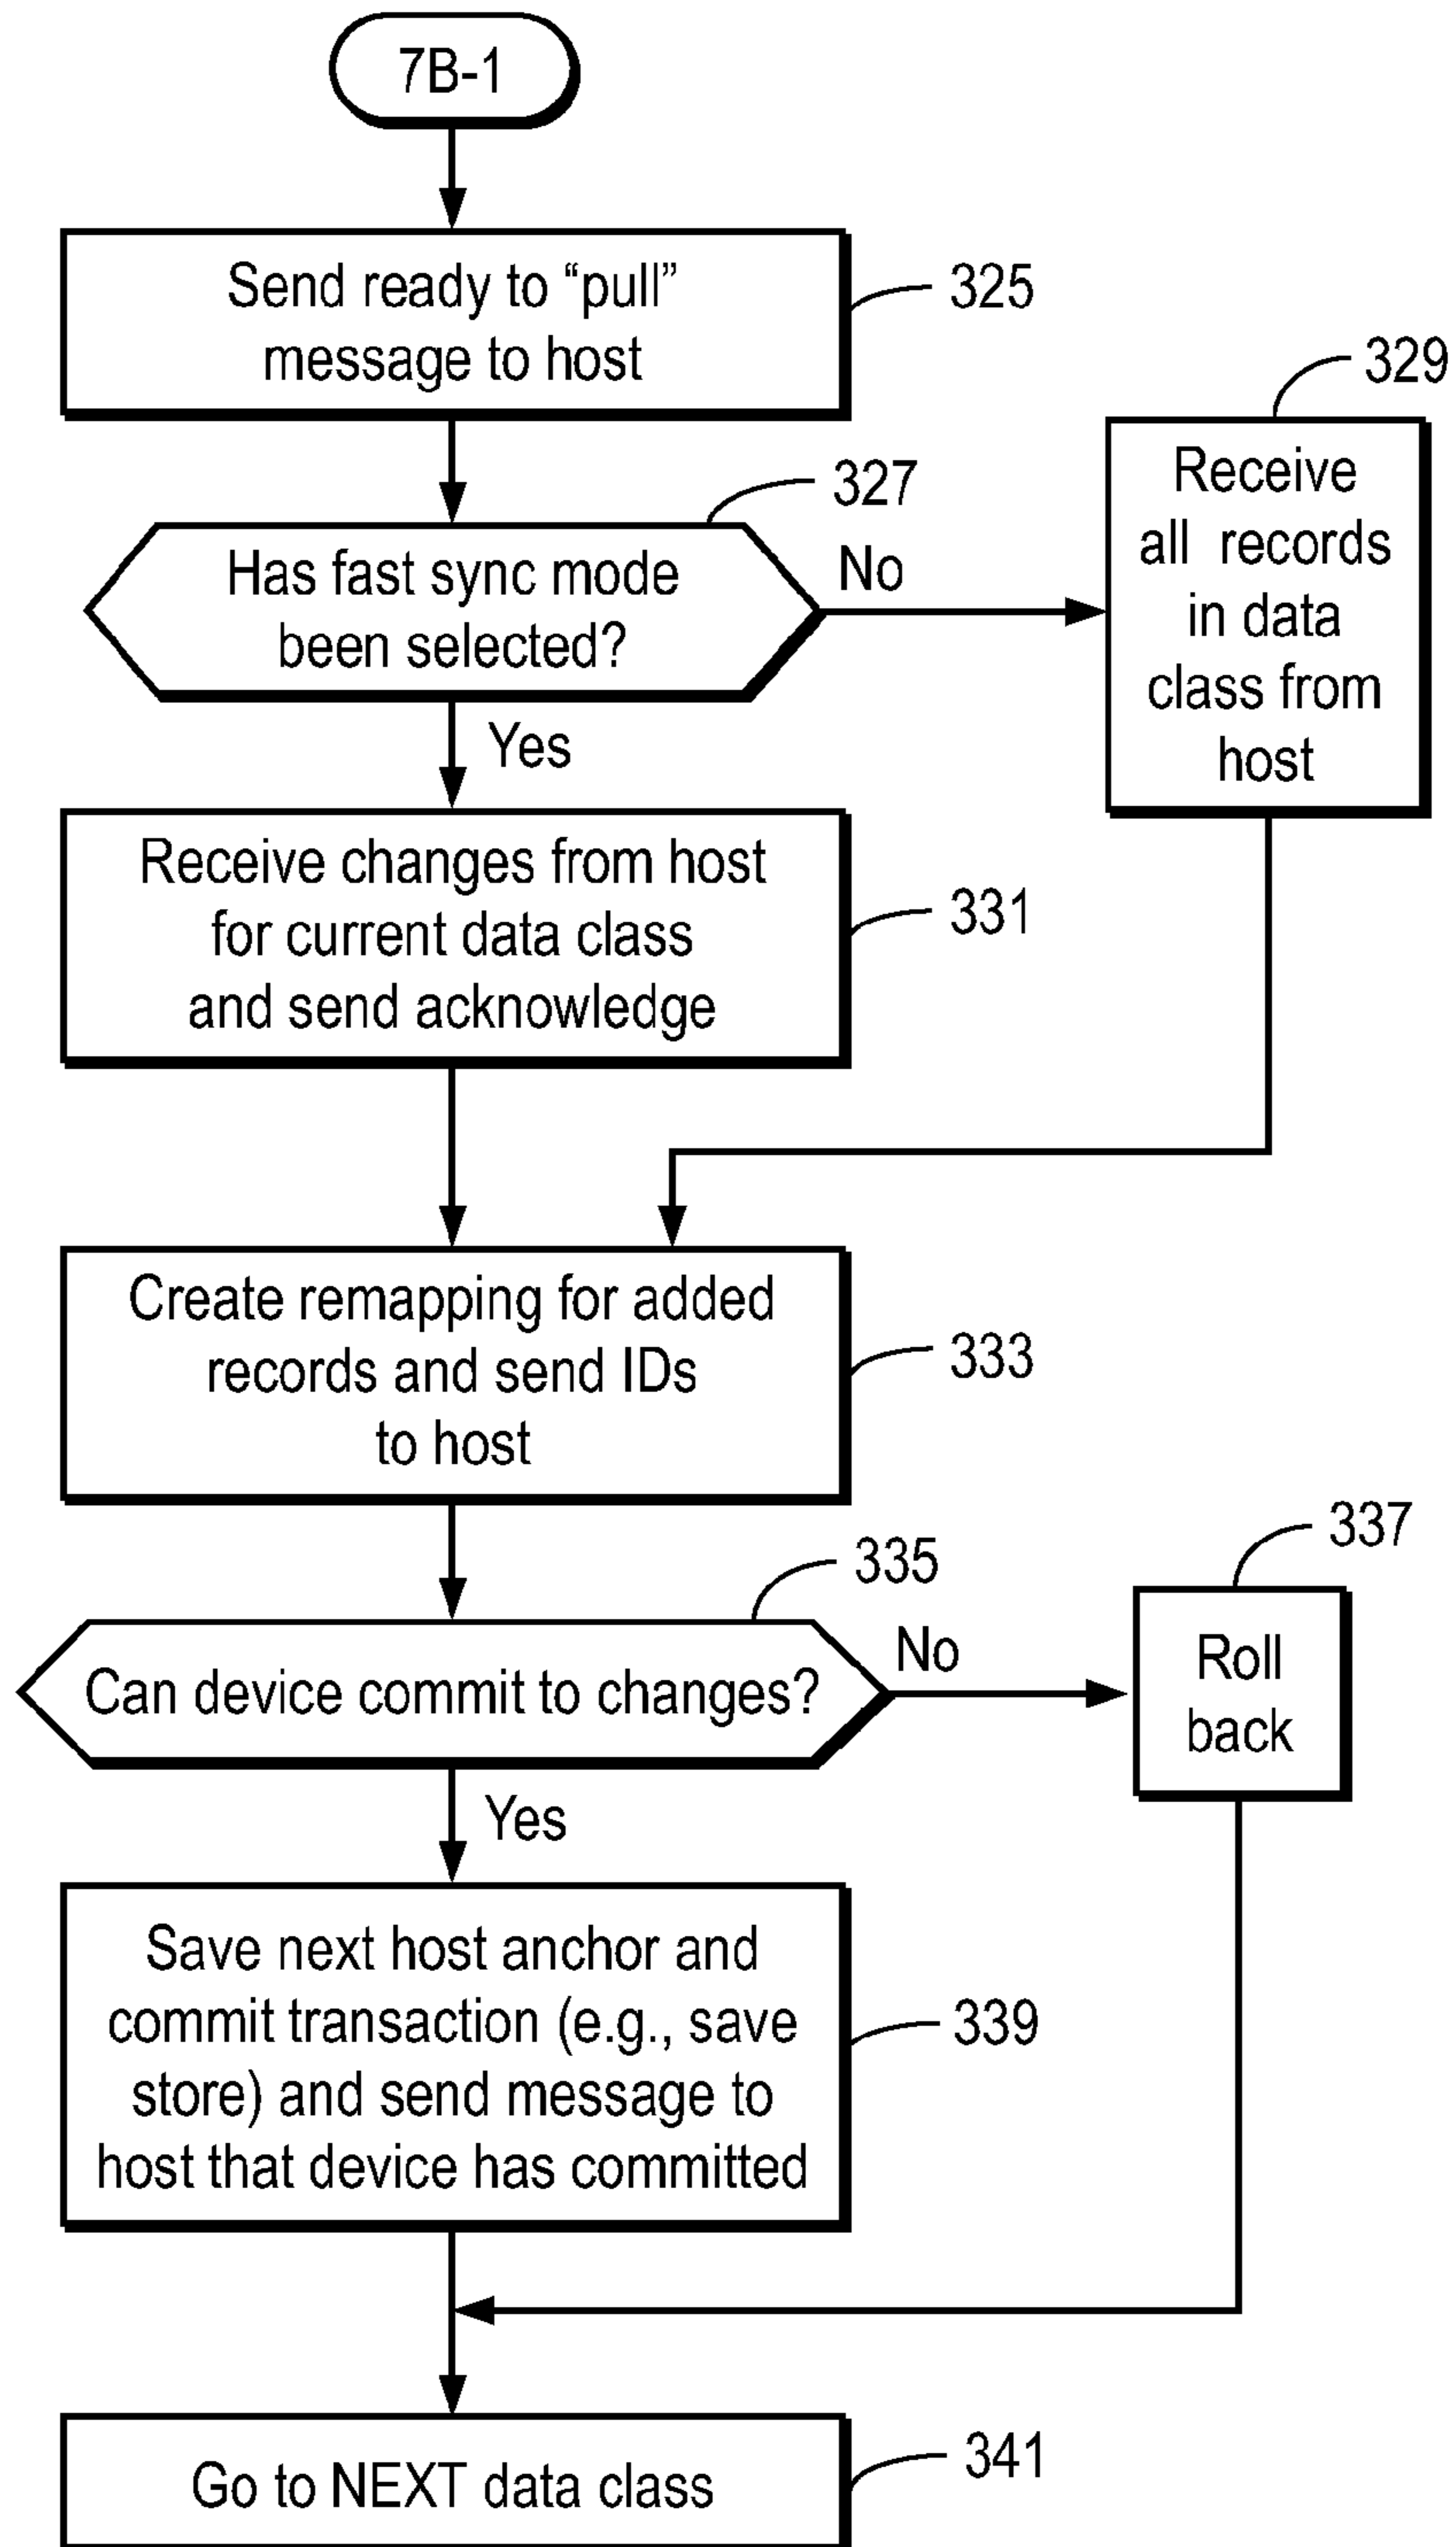 7B-1
Send ready to “pull”
message to host
325
329
Receive
all records
in data
class from
host
327
Has fast sync mode
been selected?
No
Yes
Receive changes from host
for current data class
and send acknowledge
331
Create remapping for added
records and send IDs
to host
333
335
Can device commit to changes?
No
337
Roll
back
Yes
Save next host anchor and
commit transaction (e.g., save
store) and send message to
host that device has committed
339
Go to NEXT data class
341